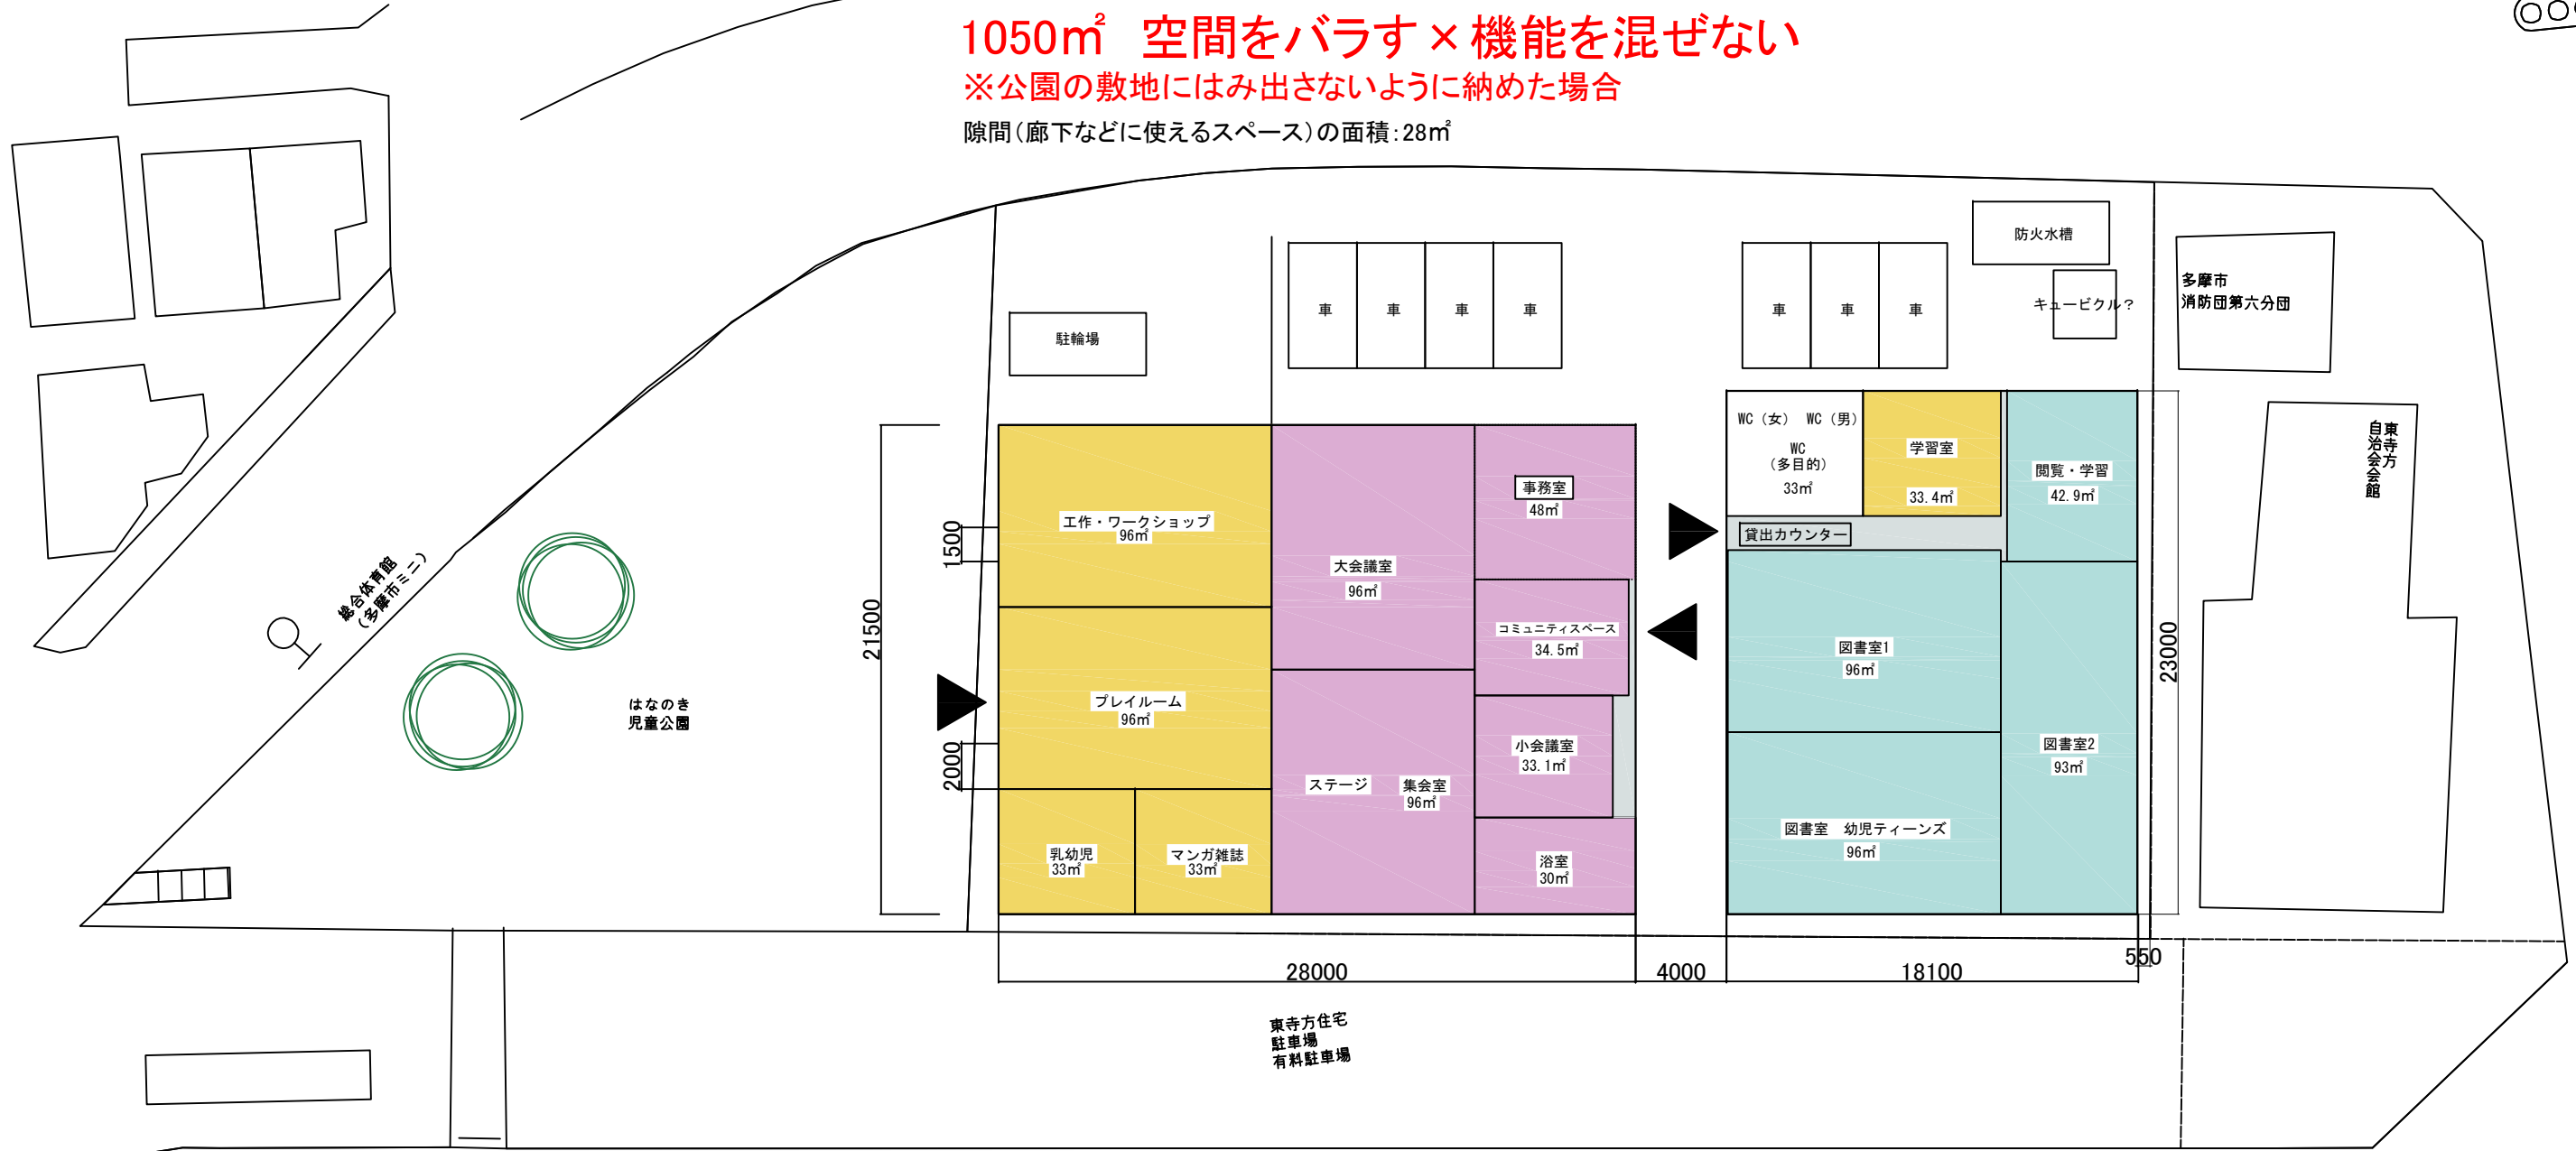 1050㎡ 空間をバラす×機能を混ぜない
※公園の敷地にはみ出さないように納めた場合
隙間(廊下などに使えるスペース)の面積:28㎡
防火水槽
キュービクル?
多摩市
消防団第六分団
車
車
車
車
車
車
車
駐輪場
WC(女) WC(男)
WC
(多目的)
33㎡
学習室
33.4㎡
閲覧・学習
42.9㎡
東寺方
自治会会館
事務室
48㎡
工作・ワークショップ
96㎡
貸出カウンター
大会議室
96㎡
1500
総合体育館
(多摩市ミニ)
21500
コミュニティスペース
34.5㎡
図書室1
96㎡
23000
プレイルーム
96㎡
はなのき
児童公園
小会議室
33.1㎡
図書室2
93㎡
2000
ステージ
集会室
96㎡
図書室 幼児ティーンズ
96㎡
乳幼児
33㎡
マンガ雑誌
33㎡
浴室
30㎡
550
28000
4000
18100
東寺方住宅
駐車場
有料駐車場